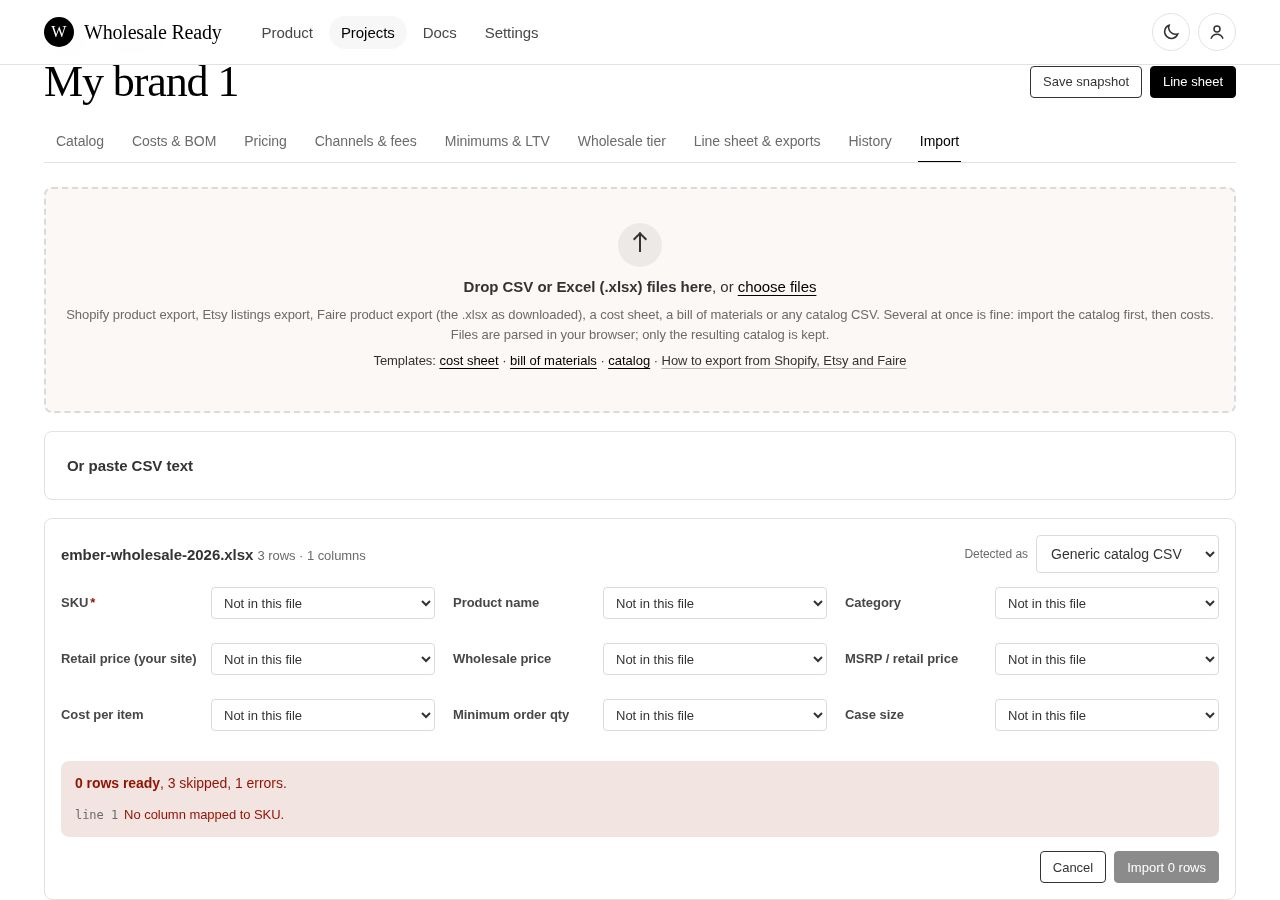 W Wholesale Ready Product Projects Docs Settings
My brand 1 Save snapshot Line sheet
Catalog Costs & BOM Pricing Channels & fees Minimums & LTV Wholesale tier Line sheet & exports History Import
Drop CSV or Excel (.xlsx) files here, or choose files
Shopify product export, Etsy listings export, Faire product export (the .xlsx as downloaded), a cost sheet, a bill of materials or any catalog CSV. Several at once is fine: import the catalog first, then costs.
Files are parsed in your browser; only the resulting catalog is kept.
Templates: cost sheet · bill of materials · catalog · How to export from Shopify, Etsy and Faire
Or paste CSV text
ember-wholesale-2026.xlsx 3 rows · 1 columns Detected as Generic catalog CSV
SKU* Not in this file Product name Not in this file Category Not in this file
Retail price (your site) Not in this file Wholesale price Not in this file MSRP / retail price Not in this file
Cost per item Not in this file Minimum order qty Not in this file Case size Not in this file
0 rows ready, 3 skipped, 1 errors.
line 1 No column mapped to SKU.
Cancel Import 0 rows